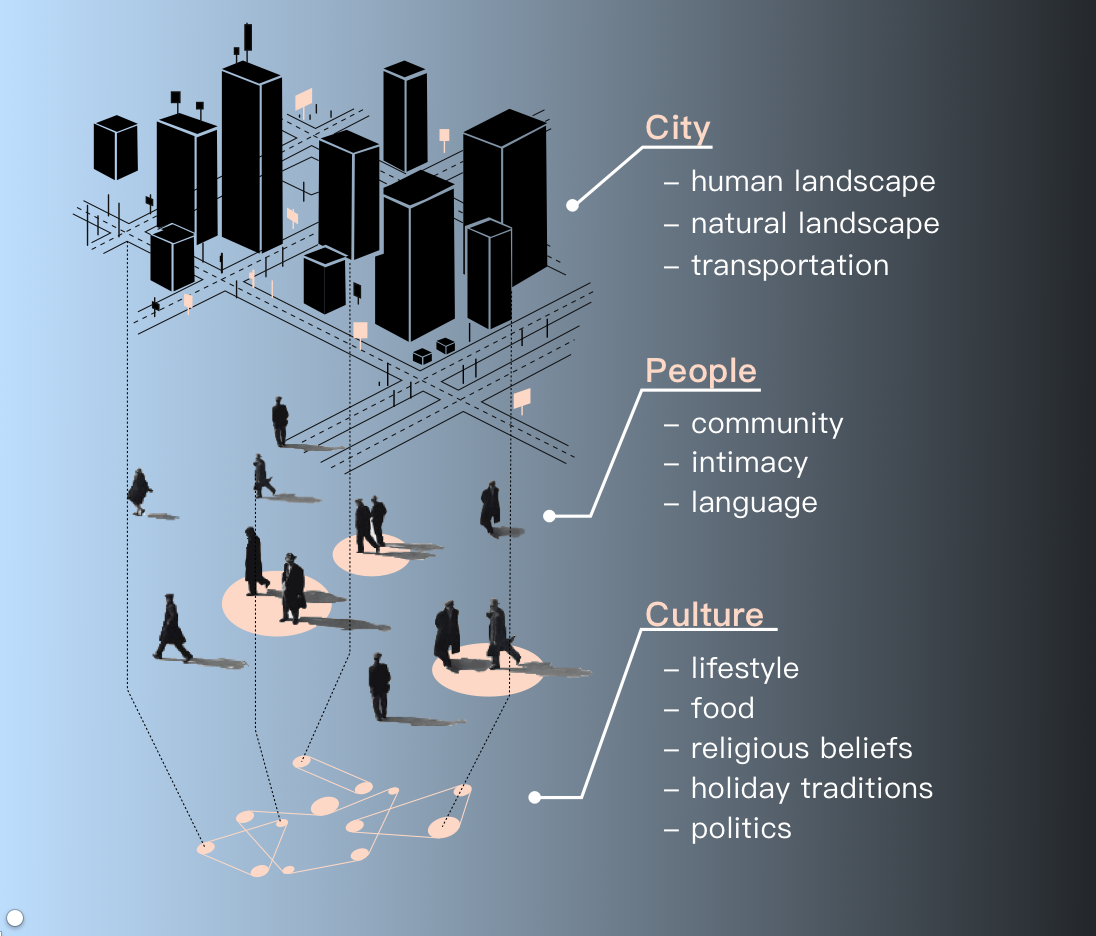 City
– human landscape
– natural landscape
– transportation
People
– community
– intimacy
– language
Culture
– lifestyle
– food
– religious beliefs
– holiday traditions
– politics